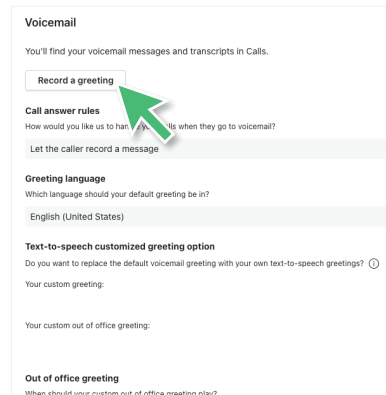 Voicemail
You'll find your voicemail messages and transcripts in Calls.
Record a greeting
Call answer rules
How would you like us to your when they go to voicemail?
Let the caller record a message
Greeting language
Which language should your default greeting be in?
English (United States)
Text-to-speech customized greeting option
Do you want to replace the default voicemail greeting with your own text-to-speech greetings?
Your custom greeting:
Your custom out of office greeting:
Out of office greeting
When should your custom out of office greeting play?